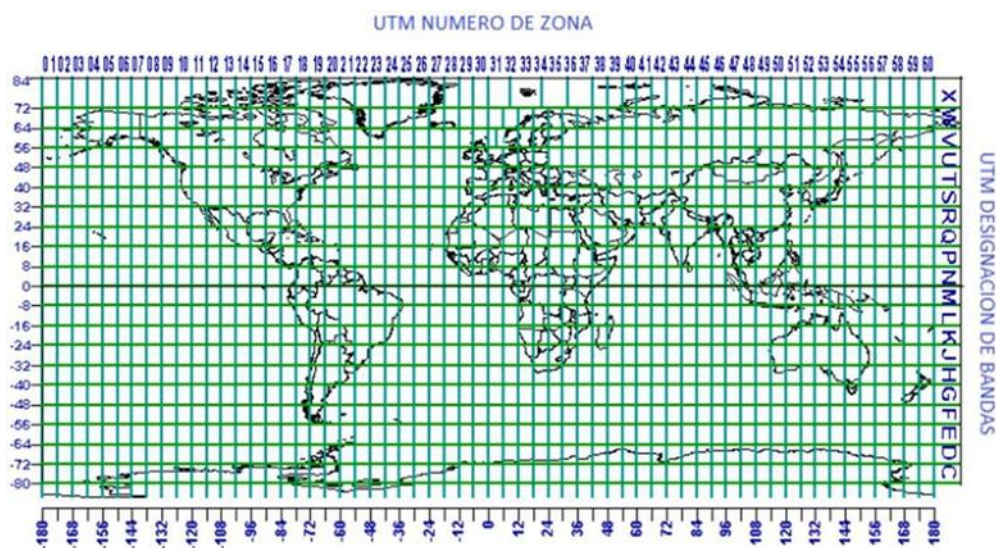 UTM NUMERO DE ZONA
01 02 03 04 05 06 07 08 09 10 11 12 13 14 15 16 17 18 19 20 21 22 23 24 25 26 27 28 29 30 31 32 33 34 35 36 37 38 39 40 41 42 43 44 45 46 47 48 49 50 51 52 53 54 55 56 57 58 59 60
84
72
64
56
48
40
32
24
16
8
0
-8
-16
-24
-32
-40
-48
-56
-64
-72
-80
X
W
V
U
T
S
R
Q
P
N
M
L
K
J
H
G
F
E
D
C
UTM DESIGNACION DE BANDAS
-180 -168 -156 -144 -132 -120 -108 -96 -84 -72 -60 -48 -36 -24 -12 0 12 24 36 48 60 72 84 96 108 120 132 144 156 168 180